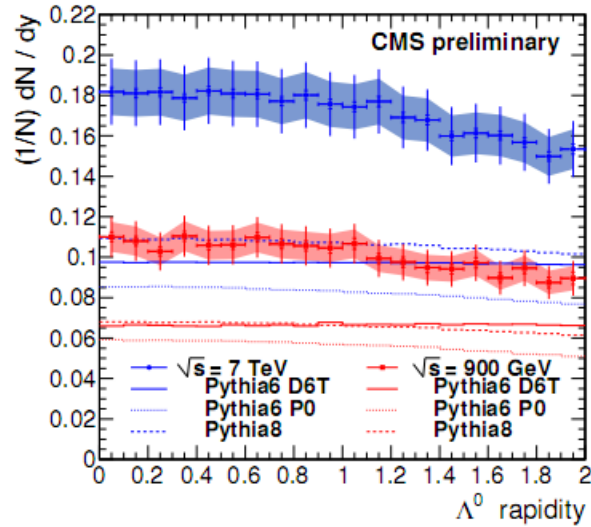 (1/N) dN / dy
0.22
0.2
0.18
0.16
0.14
0.12
0.1
0.08
0.06
0.04
0.02
0
CMS preliminary
√s = 7 TeV
Pythia6 D6T
Pythia6 P0
Pythia8
√s = 900 GeV
Pythia6 D6T
Pythia6 P0
Pythia8
0 0.2 0.4 0.6 0.8 1 1.2 1.4 1.6 1.8 2
Λ⁰ rapidity